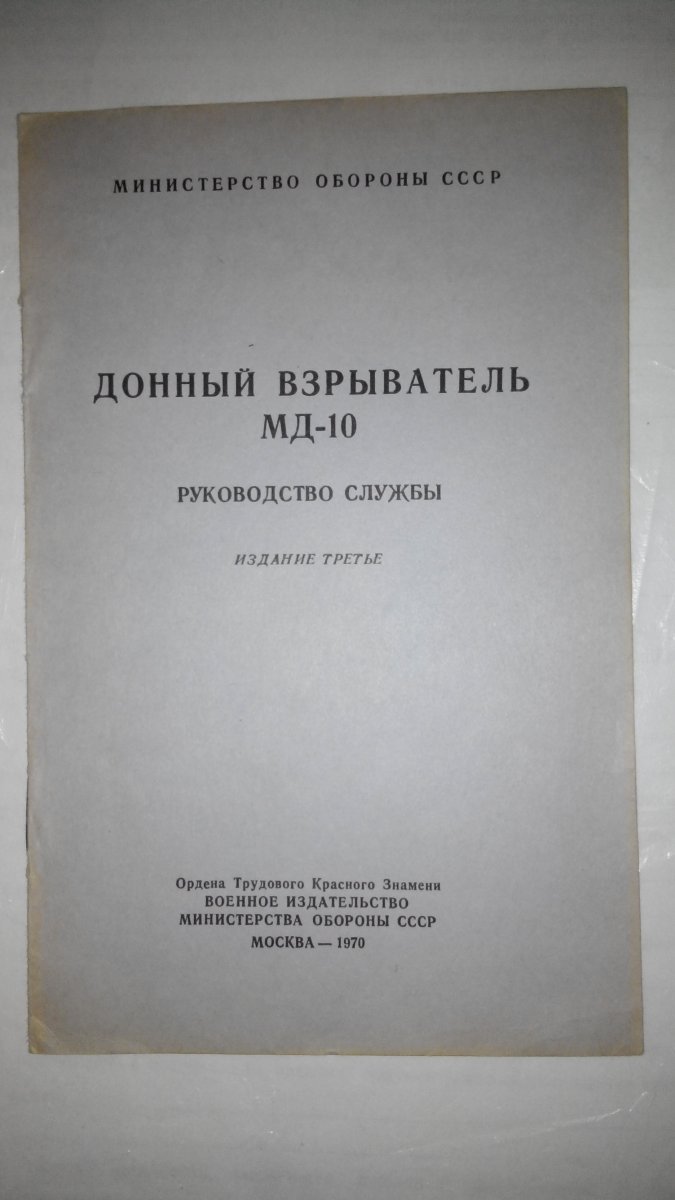 МИНИСТЕРСТВО ОБОРОНЫ СССР
ДОННЫЙ ВЗРЫВАТЕЛЬ
МД-10
РУКОВОДСТВО СЛУЖБЫ
ИЗДАНИЕ ТРЕТЬЕ
Ордена Трудового Красного Знамени
ВОЕННОЕ ИЗДАТЕЛЬСТВО
МИНИСТЕРСТВА ОБОРОНЫ СССР
МОСКВА — 1970